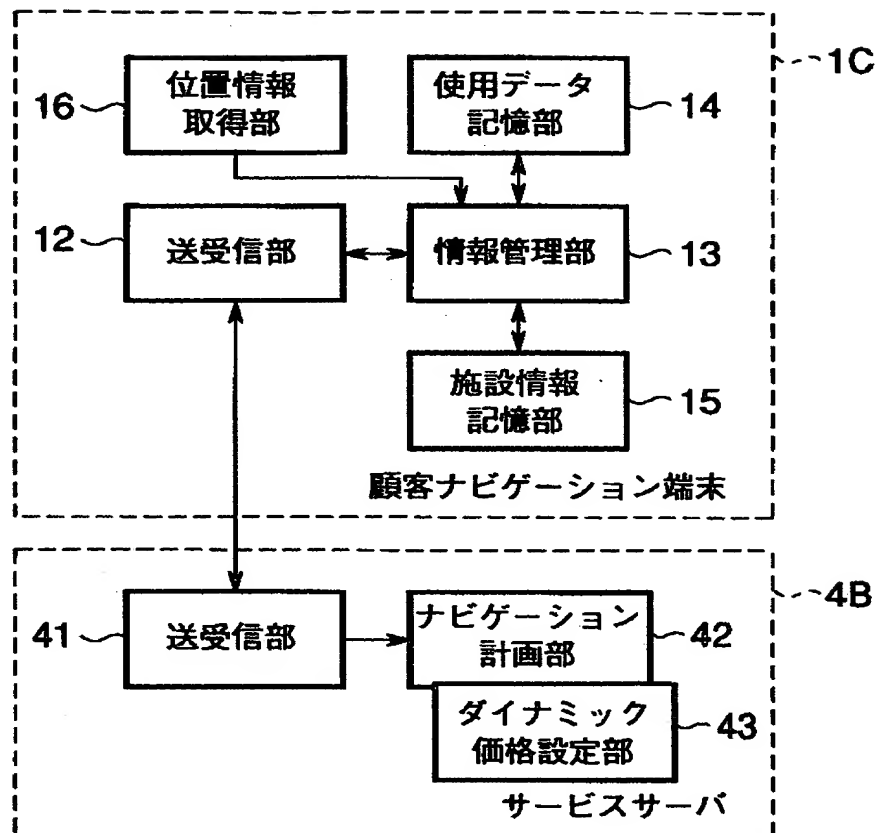 1C
16
位置情報
取得部
使用データ
記憶部
14
12
送受信部
情報管理部
13
施設情報
記憶部
15
顧客ナビゲーション端末
4B
41
送受信部
ナビゲーション
計画部
42
ダイナミック
価格設定部
43
サービスサーバ